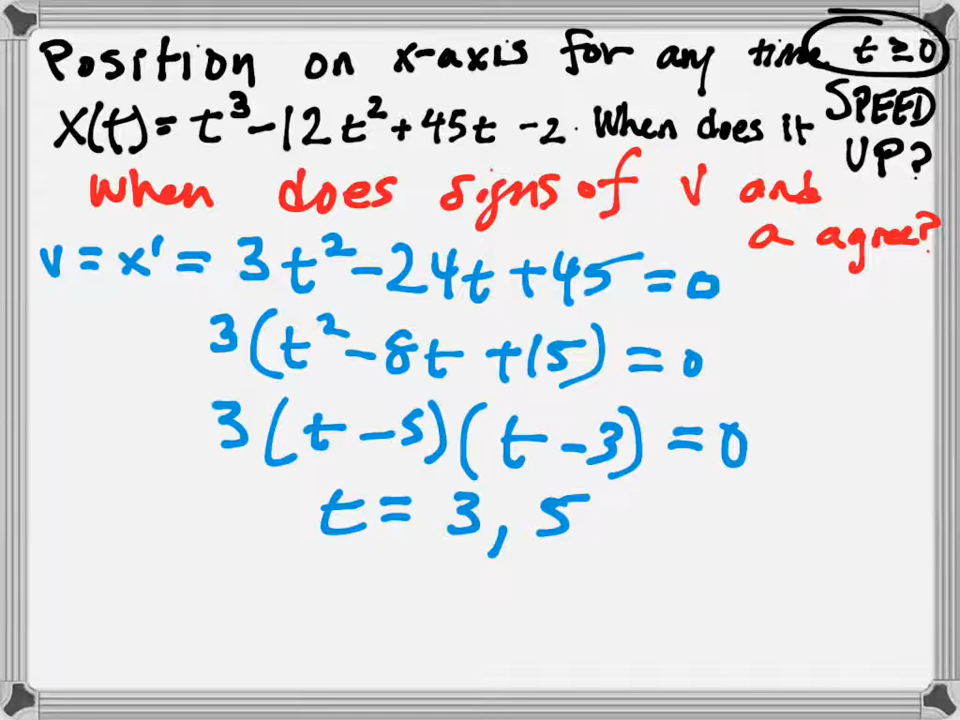 Position on x-axis for any time t ≥ 0
X(t) = t³ - 12t² + 45t - 2. When does it SPEED UP?
When does signs of v and a agree?
v = x' = 3t² - 24t + 45 = 0
3(t² - 8t + 15) = 0
3(t - 5)(t - 3) = 0
t = 3, 5